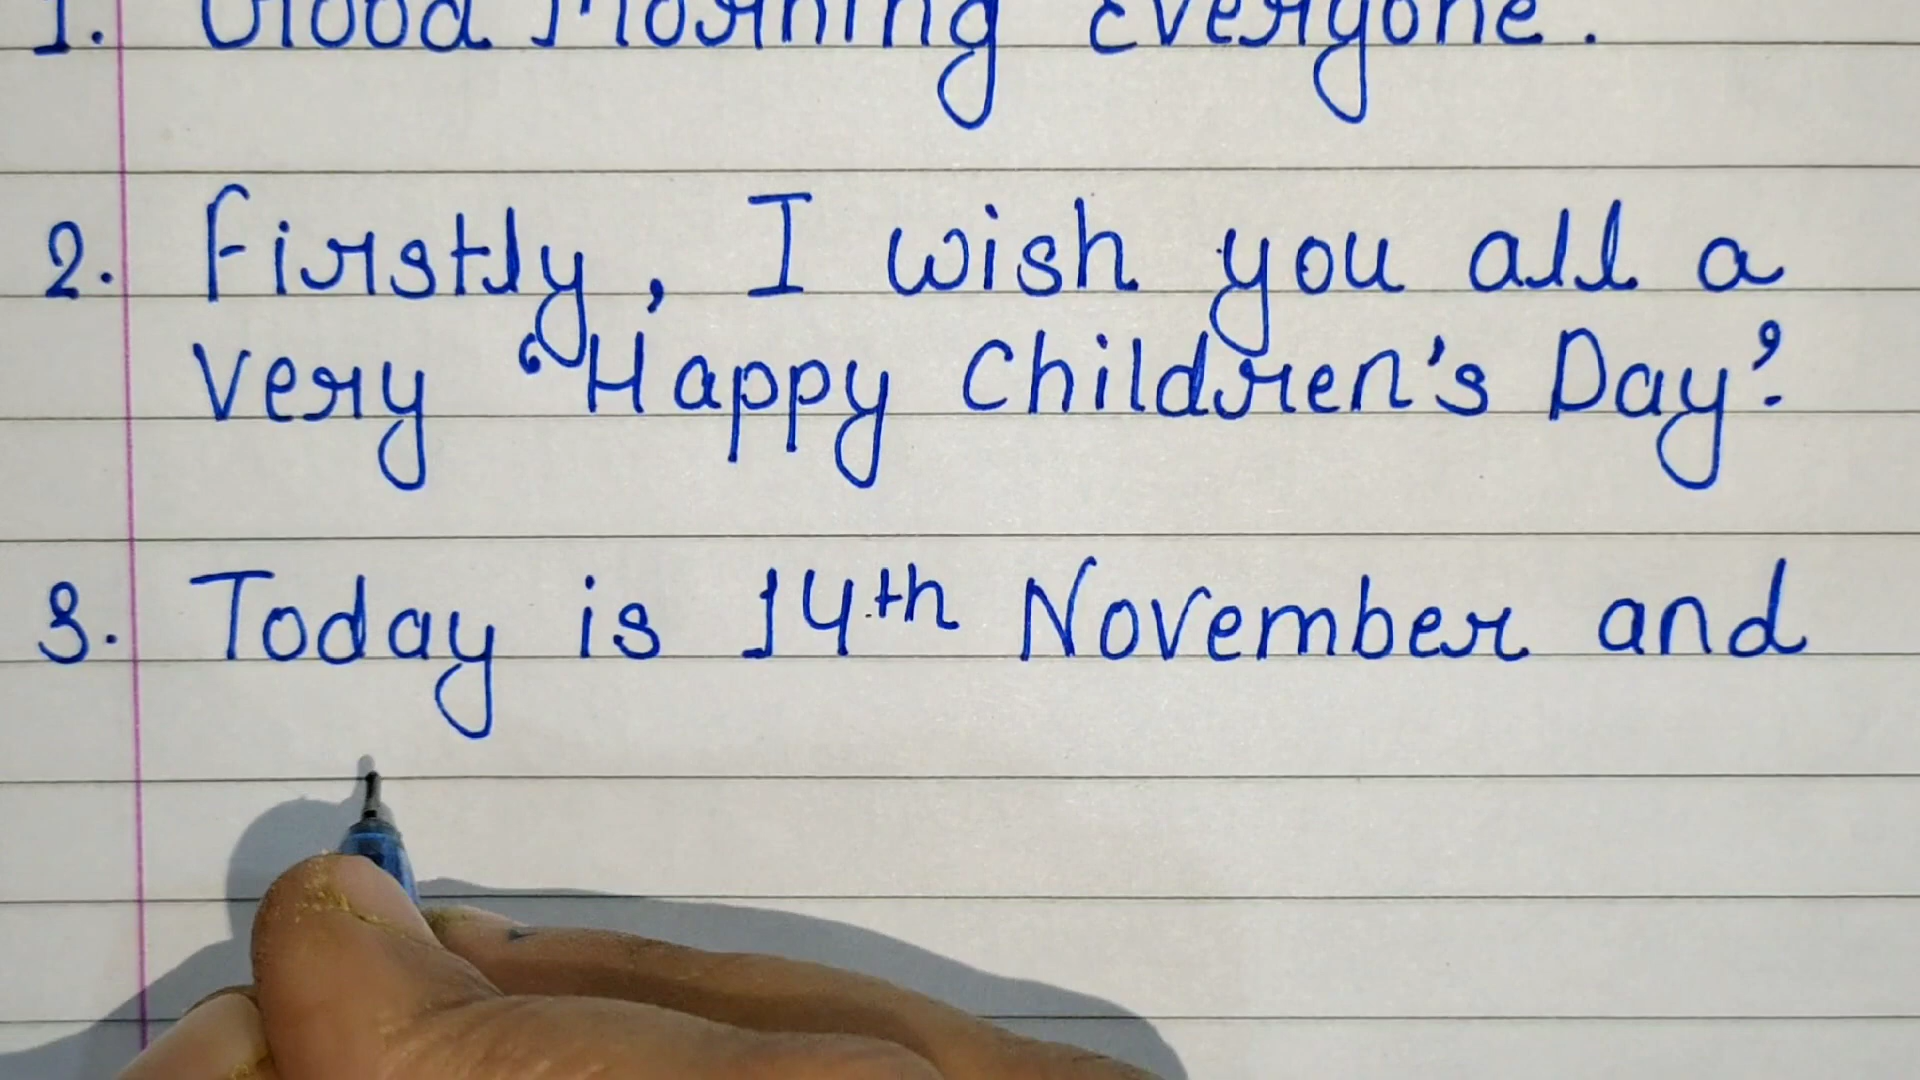 1. Good Morning Everyone.
2. Firstly, I wish you all a
very 'Happy Children's Day'.
3. Today is 14th November and